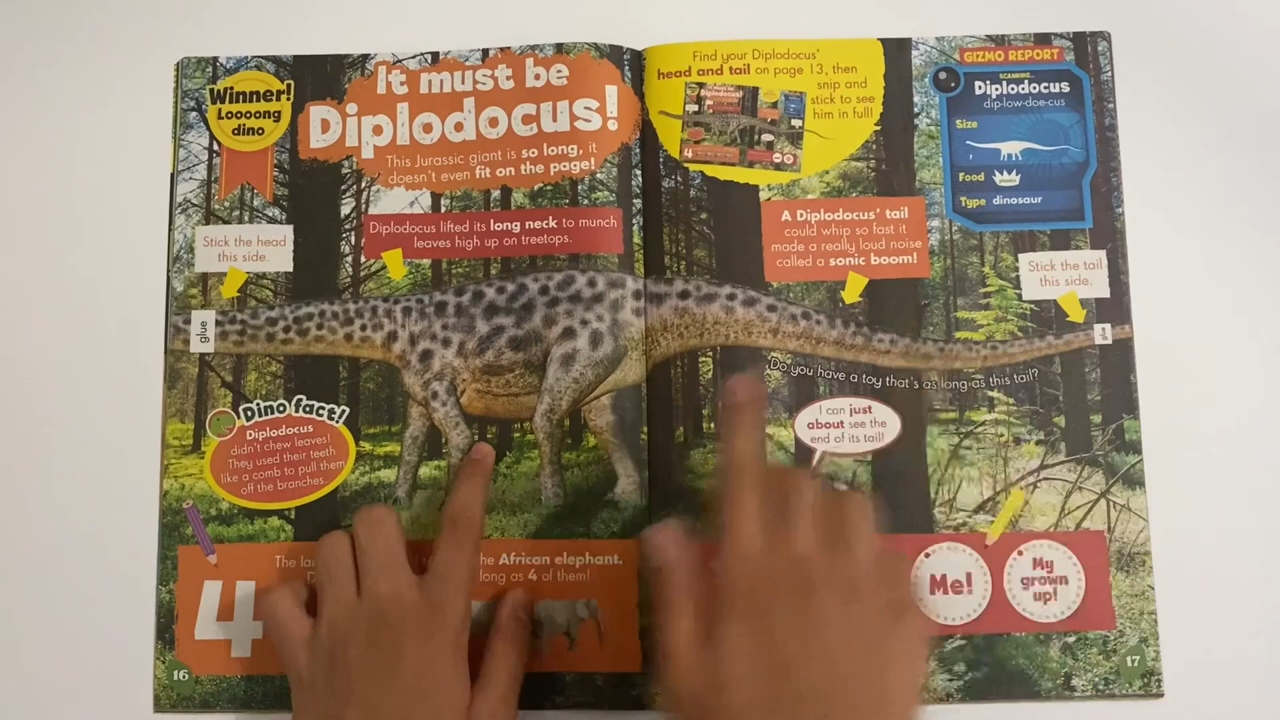 Winner!
Loooong
dino
It must be
Diplodocus!
This Jurassic giant is so long, it
doesn't even fit on the page!
Find your Diplodocus'
head and tail on page 13, then
snip and
stick to see
him in full!
GIZMO REPORT
SCANNING...
Diplodocus
dip-low-doe-cus
Size
Food
Type dinosaur
Stick the head
this side.
Diplodocus lifted its long neck to munch
leaves high up on treetops.
A Diplodocus' tail
could whip so fast it
made a really loud noise
called a sonic boom!
Stick the tail
this side.
glue
glue
Do you have a toy that's as long as this tail?
I can just
about see the
end of its tail!
Dino fact!
Diplodocus
didn't chew leaves!
They used their teeth
like a comb to pull them
off the branches.
4
The
the African elephant.
long as 4 of them!
Me!
My
grown
up!
16
17